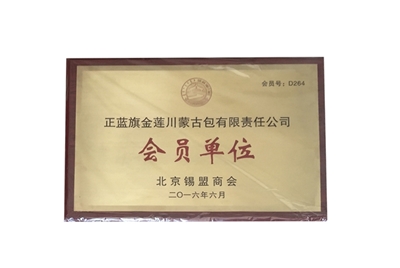 会员号：D264
正蓝旗金莲川蒙古包有限责任公司
会员单位
北京锡盟商会
二〇一六年六月